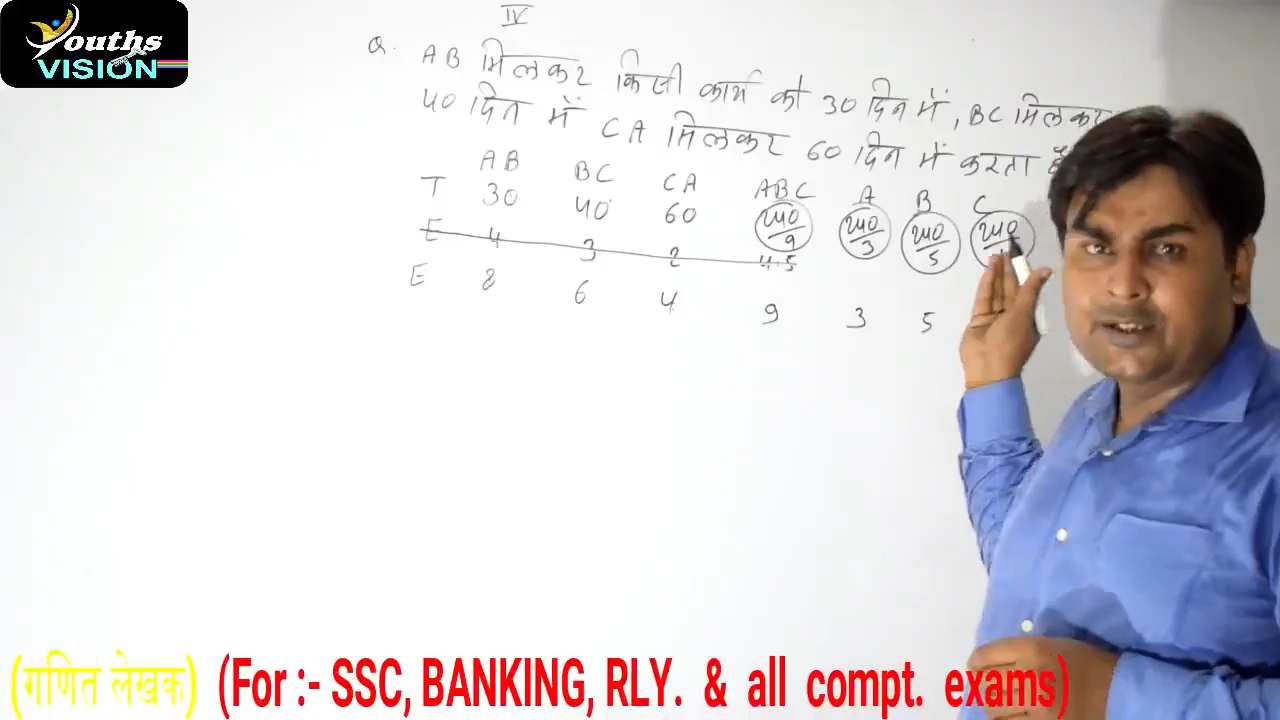 Youths
VISION
IV
Q. AB मिलकर किसी कार्य को 30 दिन में, BC मिलकर
40 दिन में CA मिलकर 60 दिन में करता है
AB BC CA ABC A B C
T 30 40 60 240/9 240/3 240/5 240
E 4 3 2 4.5
E 8 6 4 9 3 5
(गणित लेखक) (For :- SSC, BANKING, RLY. & all compt. exams)